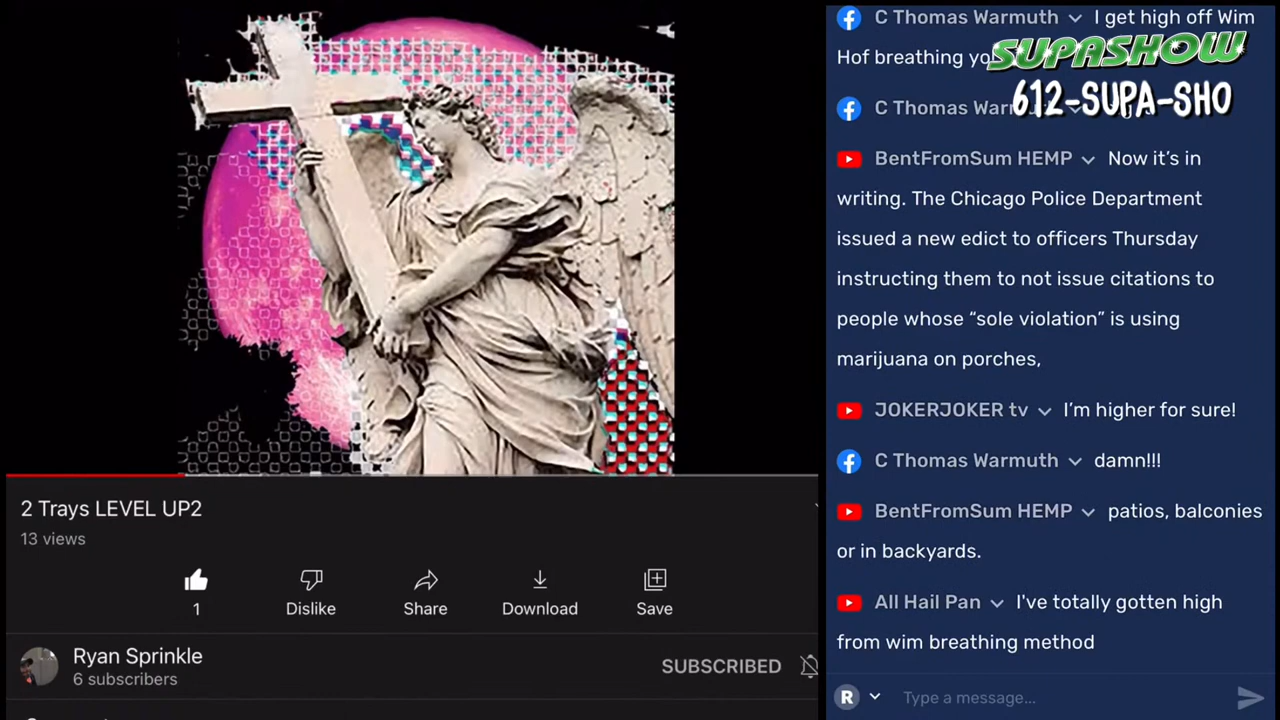 2 Trays LEVEL UP2
13 views
1
Dislike
Share
Download
Save
Ryan Sprinkle
6 subscribers
SUBSCRIBED
C Thomas Warmuth I get high off Wim
Hof breathing
SUPASHOW
612-SUPA-SHO
C Thomas
BentFromSum HEMP Now it’s in
writing. The Chicago Police Department
issued a new edict to officers Thursday
instructing them to not issue citations to
people whose “sole violation” is using
marijuana on porches,
JOKERJOKER tv I’m higher for sure!
C Thomas Warmuth damn!!!
BentFromSum HEMP patios, balconies
or in backyards.
All Hail Pan I've totally gotten high
from wim breathing method
R Type a message...